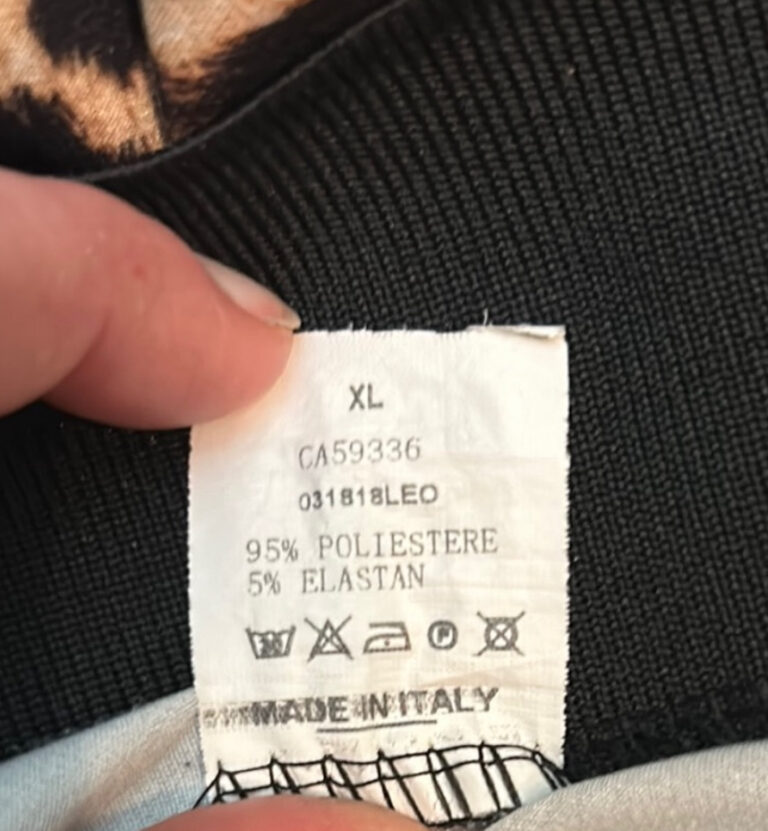 XL
CA59336
031818LEO
95% POLIESTERE
5% ELASTAN
MADE IN ITALY